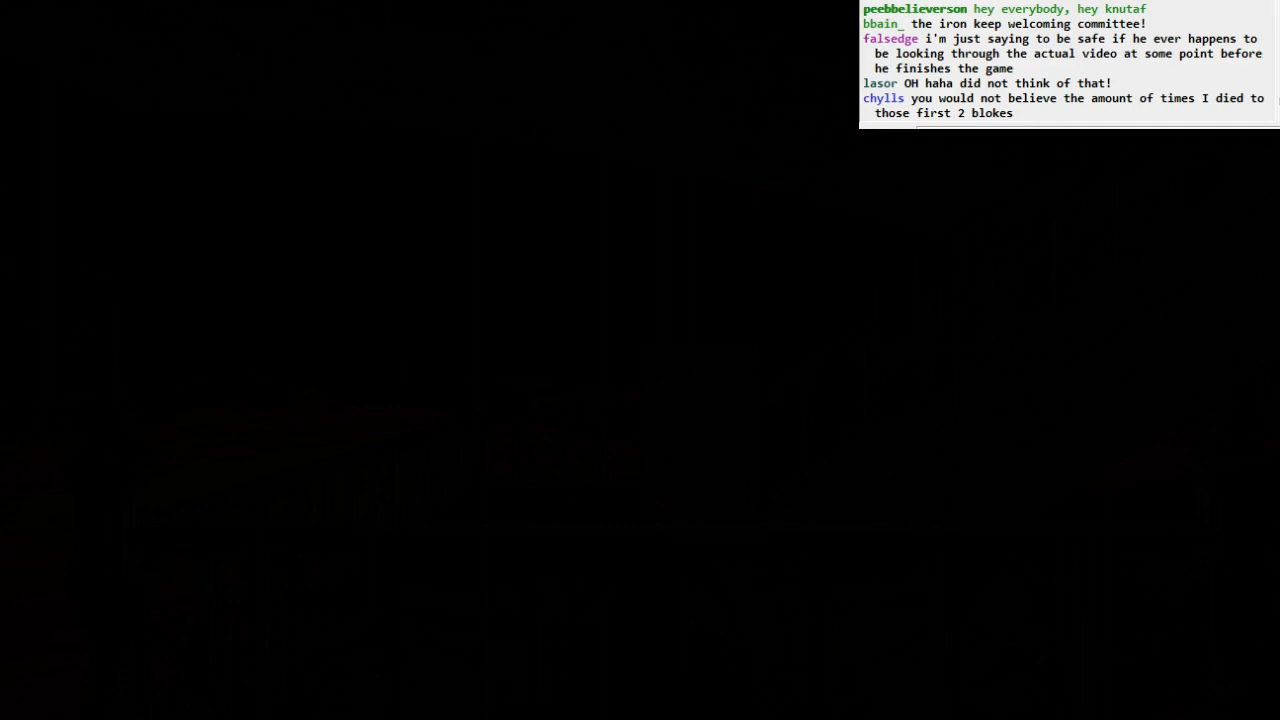 peebbelieverson hey everybody, hey knutaf
bbain_ the iron keep welcoming committee!
falsedge i'm just saying to be safe if he ever happens to
be looking through the actual video at some point before
he finishes the game
lasor OH haha did not think of that!
chylls you would not believe the amount of times I died to
those first 2 blokes